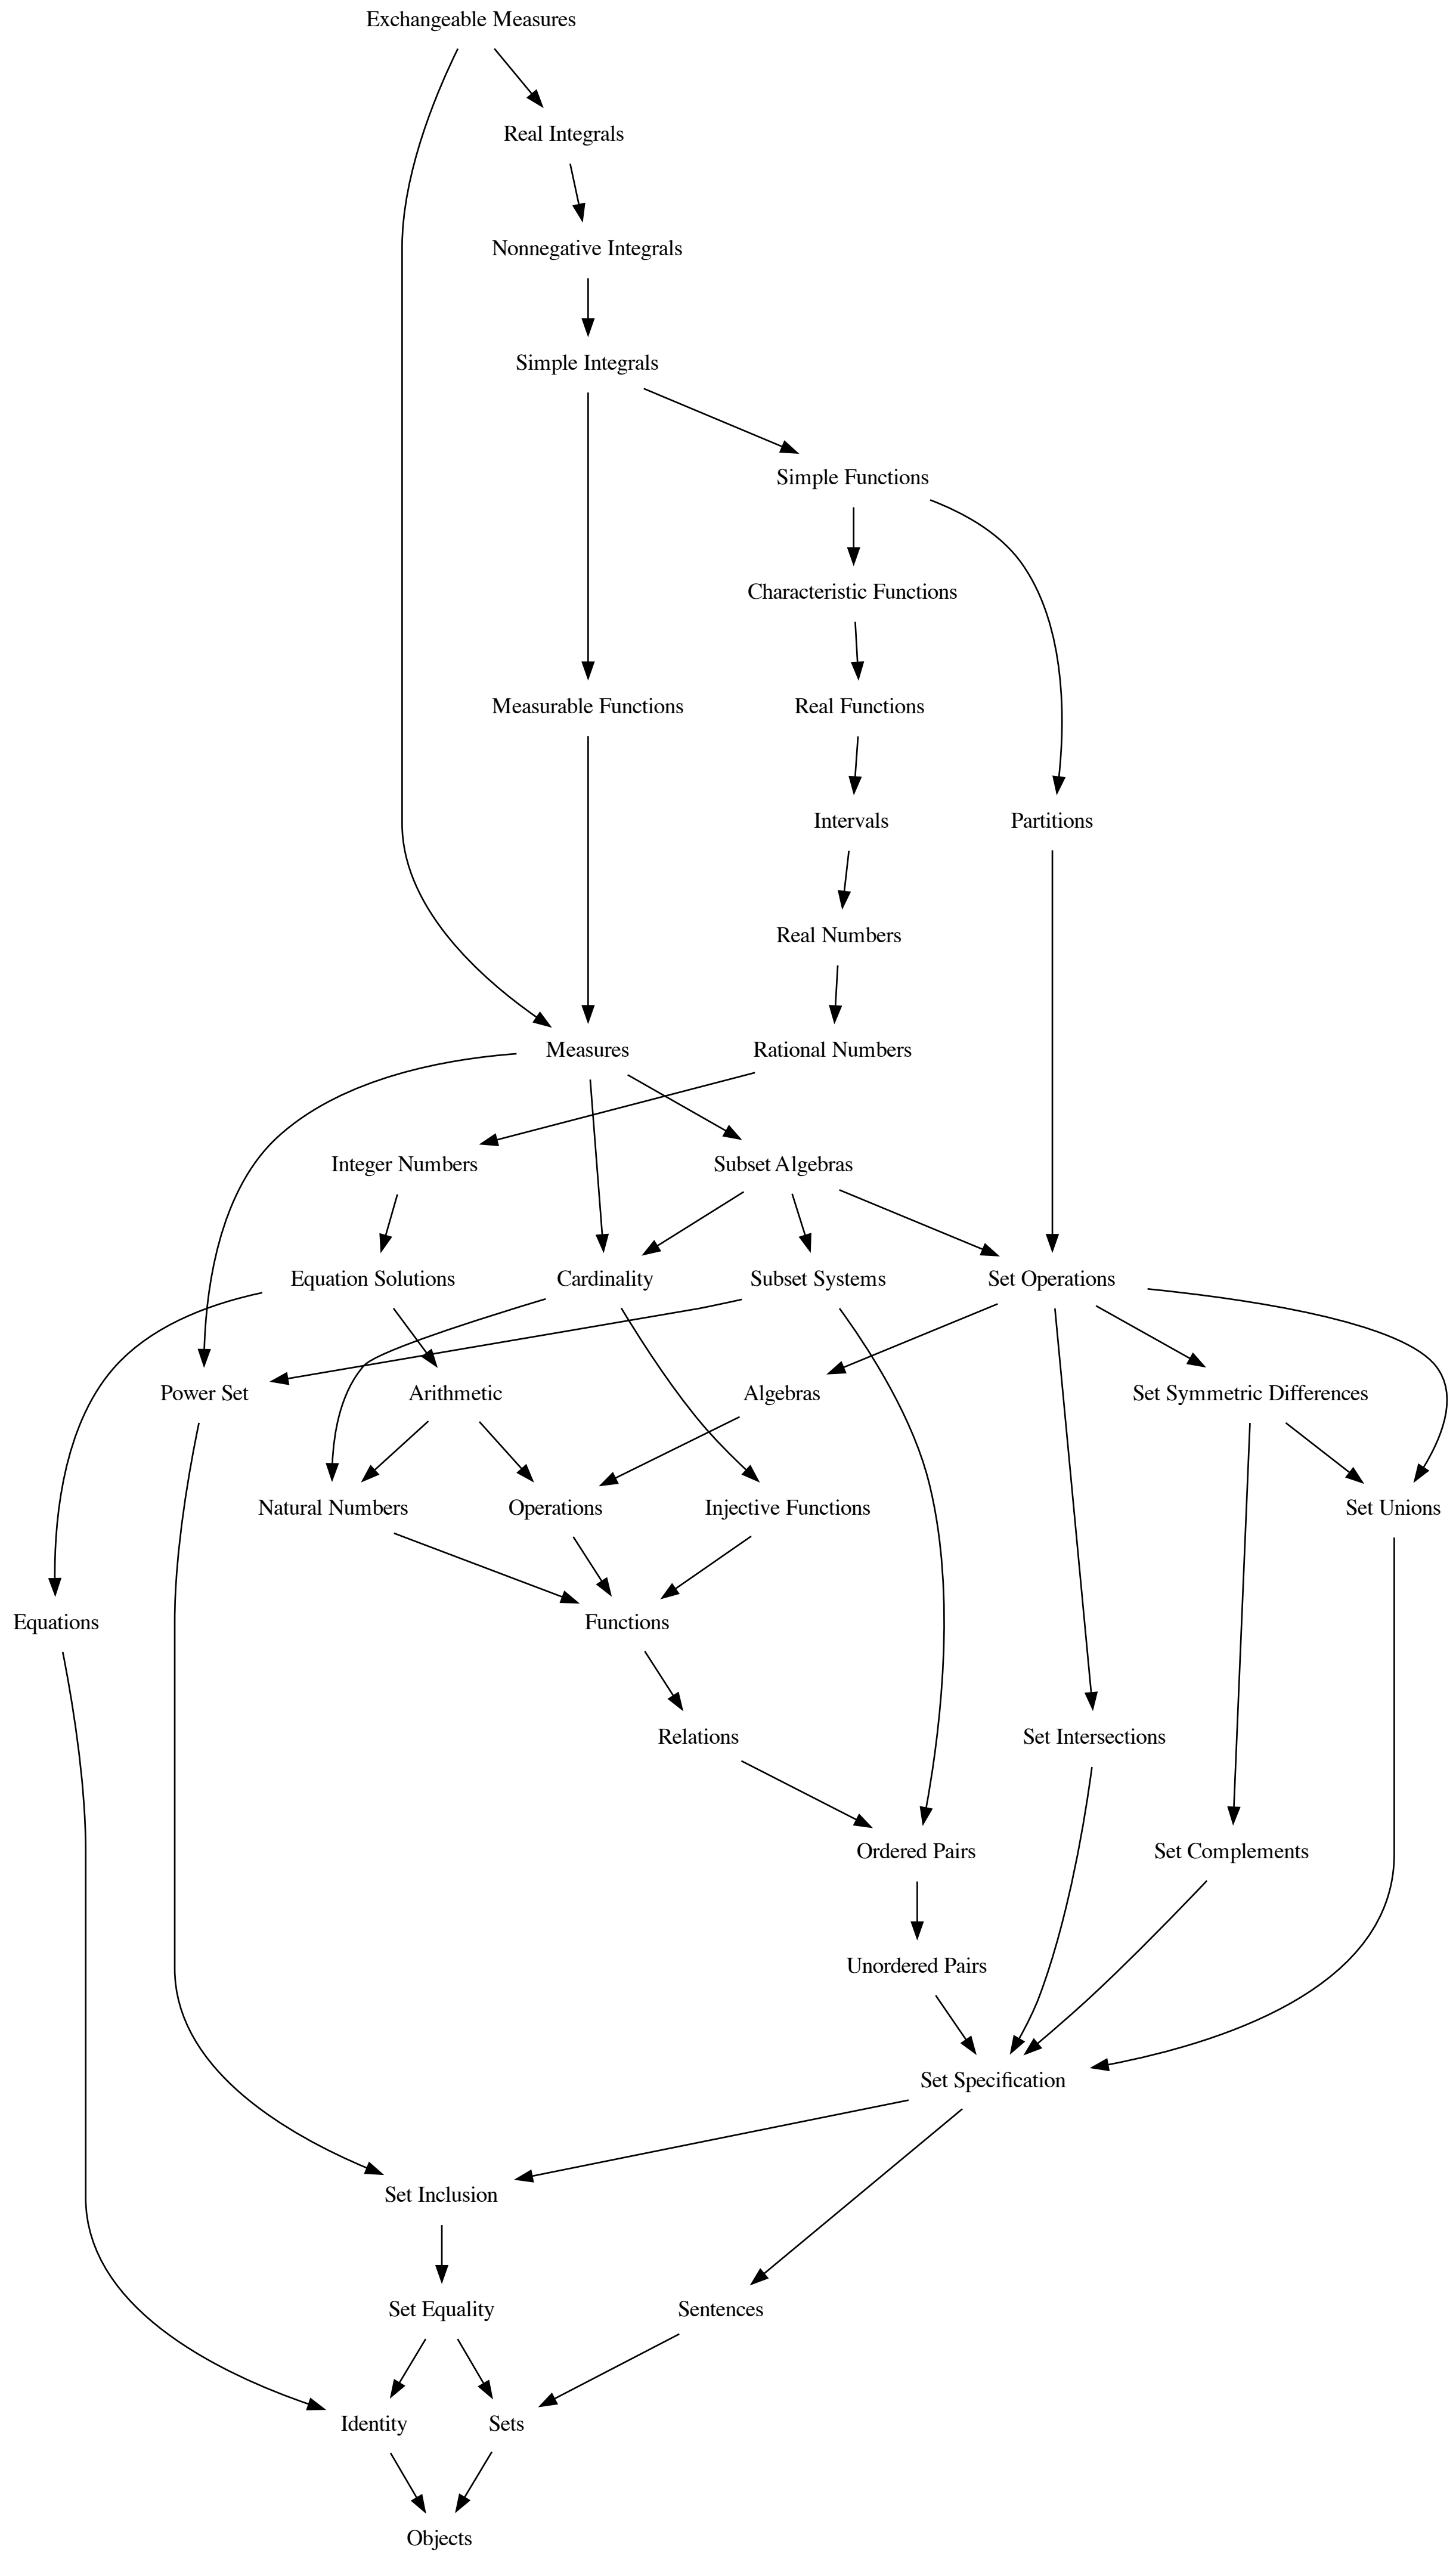 Exchangeable Measures
Real Integrals
Nonnegative Integrals
Simple Integrals
Simple Functions
Characteristic Functions
Measurable Functions
Real Functions
Intervals
Partitions
Real Numbers
Measures
Rational Numbers
Integer Numbers
Subset Algebras
Equation Solutions
Cardinality
Subset Systems
Set Operations
Power Set
Arithmetic
Algebras
Set Symmetric Differences
Natural Numbers
Operations
Injective Functions
Set Unions
Equations
Functions
Relations
Set Intersections
Ordered Pairs
Set Complements
Unordered Pairs
Set Specification
Set Inclusion
Set Equality
Sentences
Identity
Sets
Objects